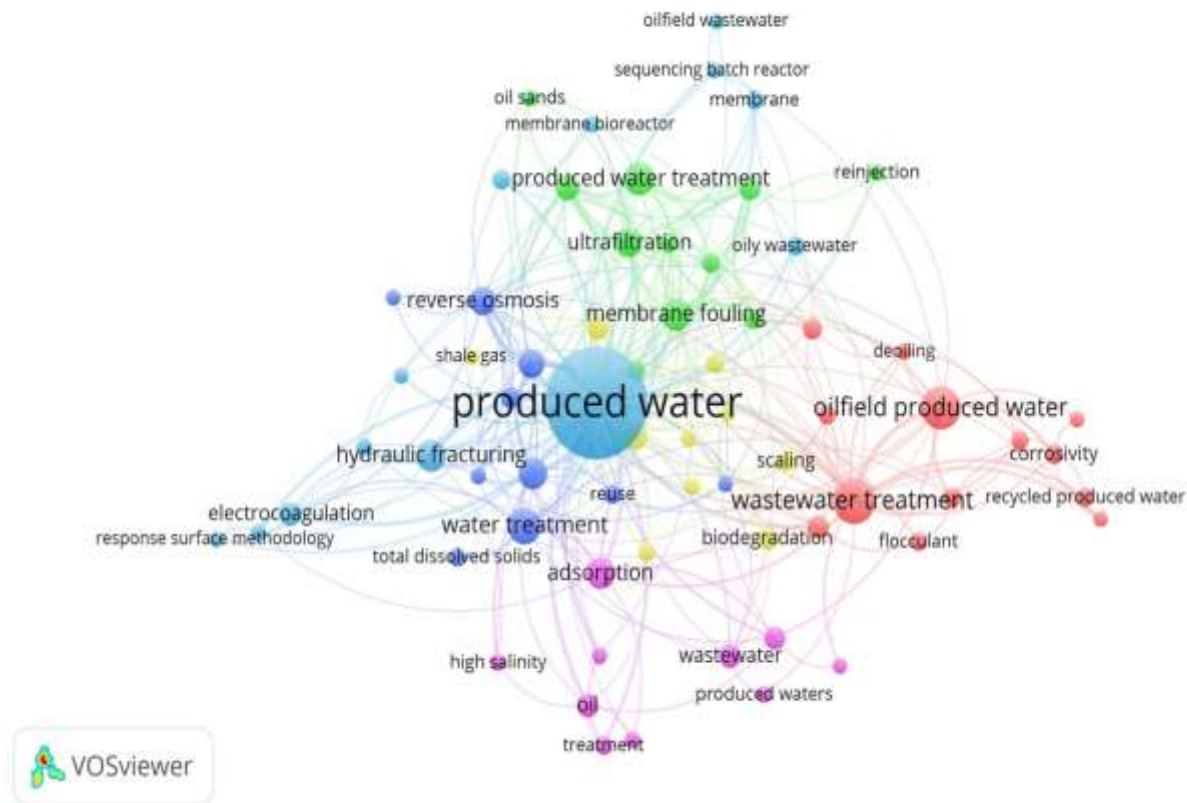 oilfield wastewater
sequencing batch reactor
oil sands
membrane
membrane bioreactor
produced water treatment
reinjection
ultrafiltration
oily wastewater
reverse osmosis
membrane fouling
shale gas
deoiling
produced water
oilfield produced water
hydraulic fracturing
scaling
corrosivity
reuse
wastewater treatment
recycled produced water
electrocoagulation
water treatment
response surface methodology
biodegradation
flocculant
total dissolved solids
adsorption
high salinity
wastewater
produced waters
oil
treatment
VOSviewer